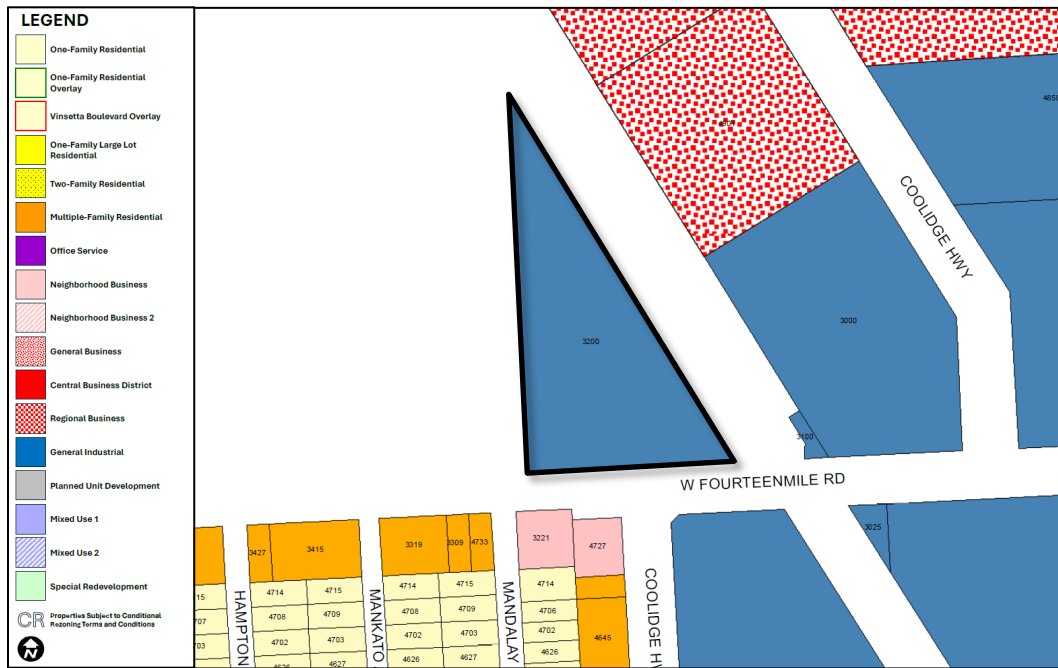 LEGEND
One-Family Residential
One-Family Residential
Overlay
Vinsetta Boulevard Overlay
One-Family Large Lot
Residential
Two-Family Residential
Multiple-Family Residential
Office Service
Neighborhood Business
Neighborhood Business 2
General Business
Central Business District
Regional Business
General Industrial
Planned Unit Development
Mixed Use 1
Mixed Use 2
Special Redevelopment
CR
Properties Subject to Conditional
Rezoning Terms and Conditions
N
4850
COOLIDGE HWY
3200
3000
3100
W FOURTEENMILE RD
3025
3427
3415
3319
3309
4733
3221
4727
4714
4715
4714
4715
4714
4708
4709
4708
4709
4706
4702
4703
4702
4703
4702
4645
4626
4627
4626
4627
4626
HAMPTON
MANKATO
MANDALAY
COOLIDGE